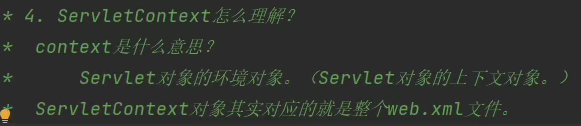 * 4. ServletContext怎么理解?
* context是什么意思?
* Servlet对象的环境对象。(Servlet对象的上下文对象。)
* ServletContext对象其实对应的就是整个web.xml文件。